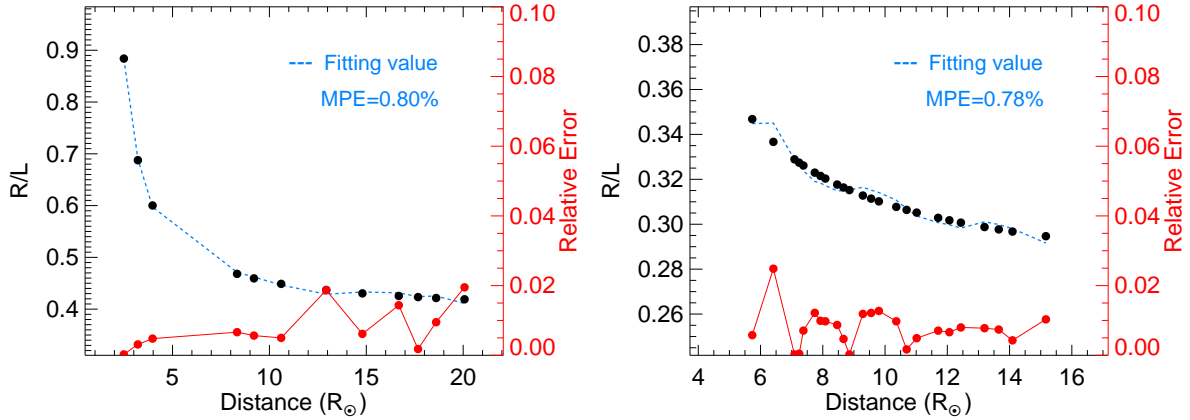 0.9
0.8
0.7
0.6
0.5
0.4
R/L
Fitting value
MPE=0.80%
0.10
0.08
0.06
0.04
0.02
0.00
Relative Error
5 10 15 20
Distance (R☉)
0.38
0.36
0.34
0.32
0.30
0.28
0.26
R/L
Fitting value
MPE=0.78%
0.10
0.08
0.06
0.04
0.02
0.00
Relative Error
4 6 8 10 12 14 16
Distance (R☉)